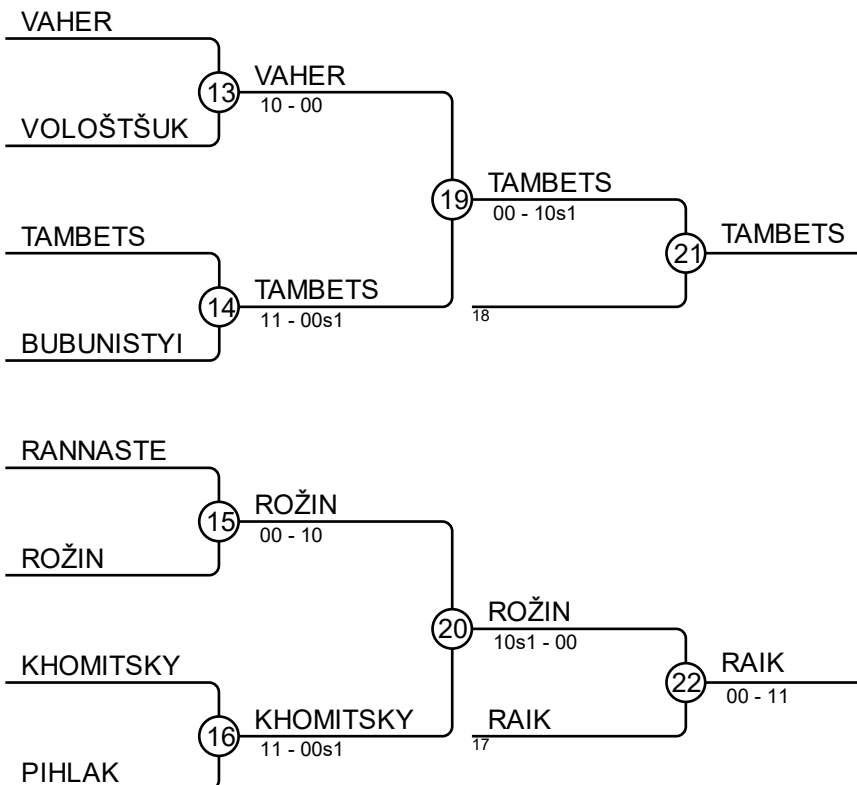 VAHER
13 VAHER
10 - 00
VOLOŠTŠUK
19 TAMBETS
00 - 10s1
TAMBETS
21 TAMBETS
14 TAMBETS
11 - 00s1
18
BUBUNISTYI
RANNASTE
15 ROŽIN
00 - 10
ROŽIN
20 ROŽIN
10s1 - 00
KHOMITSKY
22 RAIK
00 - 11
16 KHOMITSKY
11 - 00s1
RAIK
17
PIHLAK